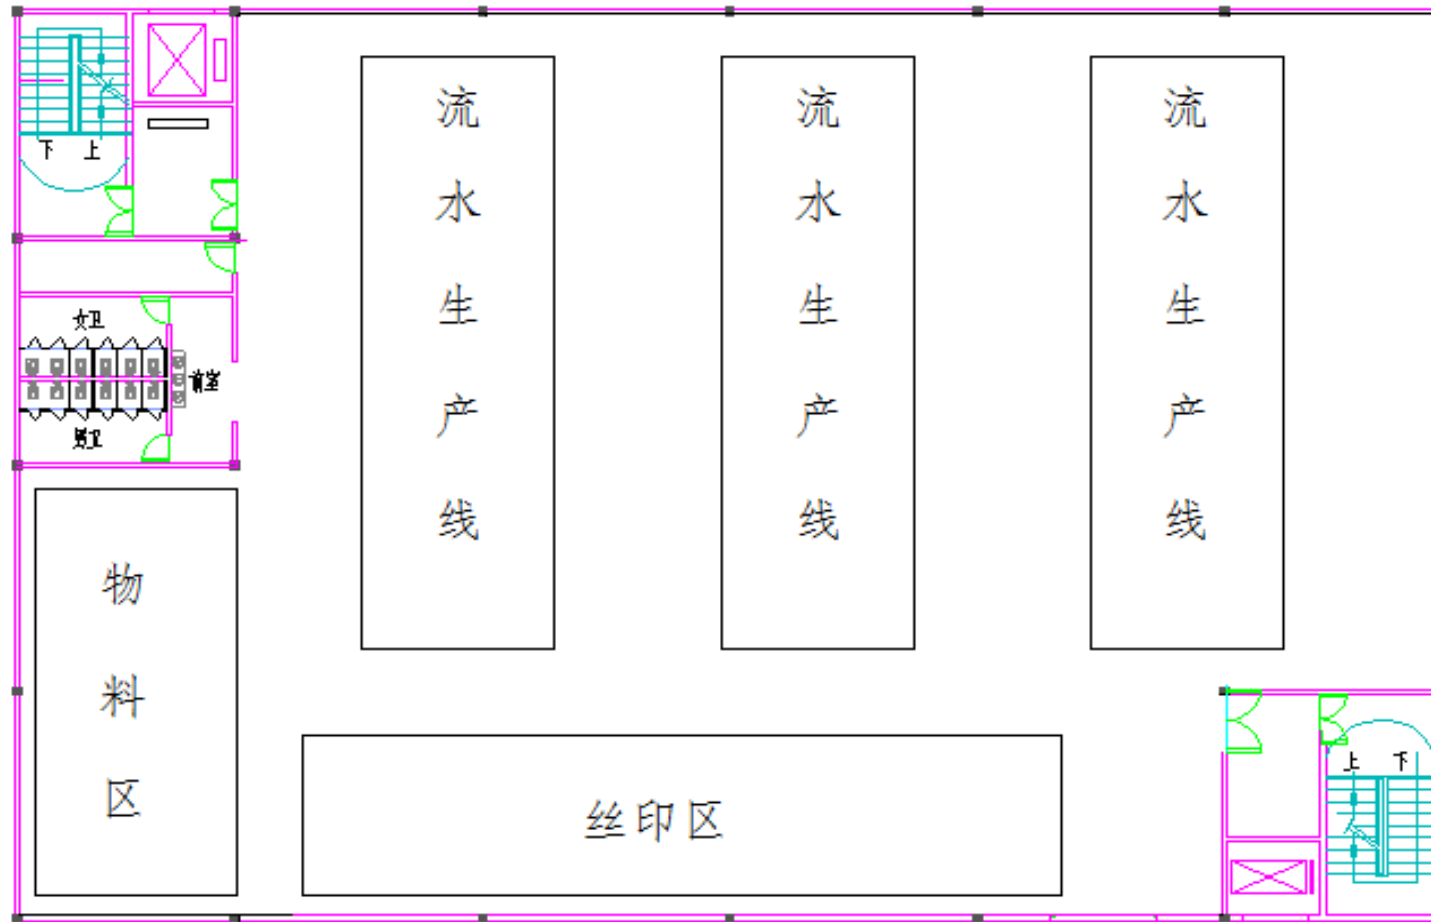 下 上
流水生产线
流水生产线
流水生产线
女卫
前室
男卫
物料区
丝印区
上 下